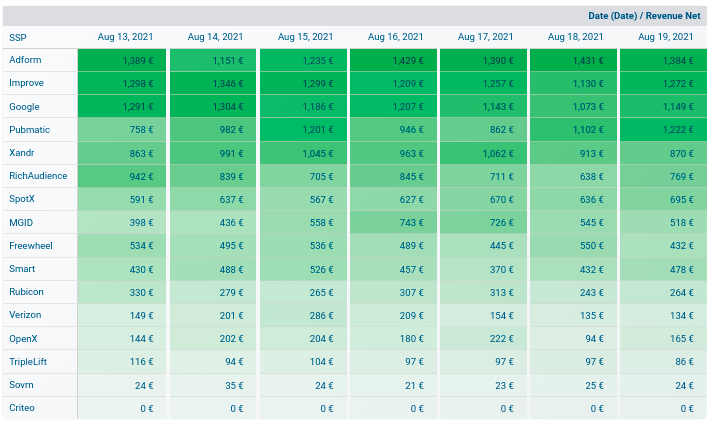 Date (Date) / Revenue Net
SSP Aug 13, 2021 Aug 14, 2021 Aug 15, 2021 Aug 16, 2021 Aug 17, 2021 Aug 18, 2021 Aug 19, 2021
Adform 1,389 € 1,151 € 1,235 € 1,429 € 1,390 € 1,431 € 1,384 €
Improve 1,298 € 1,346 € 1,299 € 1,209 € 1,257 € 1,130 € 1,272 €
Google 1,291 € 1,304 € 1,186 € 1,207 € 1,143 € 1,073 € 1,149 €
Pubmatic 758 € 982 € 1,201 € 946 € 862 € 1,102 € 1,222 €
Xandr 863 € 991 € 1,045 € 963 € 1,062 € 913 € 870 €
RichAudience 942 € 839 € 705 € 845 € 711 € 638 € 769 €
SpotX 591 € 637 € 567 € 627 € 670 € 636 € 695 €
MGID 398 € 436 € 558 € 743 € 726 € 545 € 518 €
Freewheel 534 € 495 € 536 € 489 € 445 € 550 € 432 €
Smart 430 € 488 € 526 € 457 € 370 € 432 € 478 €
Rubicon 330 € 279 € 265 € 307 € 313 € 243 € 264 €
Verizon 149 € 201 € 286 € 209 € 154 € 135 € 134 €
OpenX 144 € 202 € 204 € 180 € 222 € 94 € 165 €
TripleLift 116 € 94 € 104 € 97 € 97 € 97 € 86 €
Sovrn 24 € 35 € 24 € 21 € 23 € 25 € 24 €
Criteo 0 € 0 € 0 € 0 € 0 € 0 € 0 €